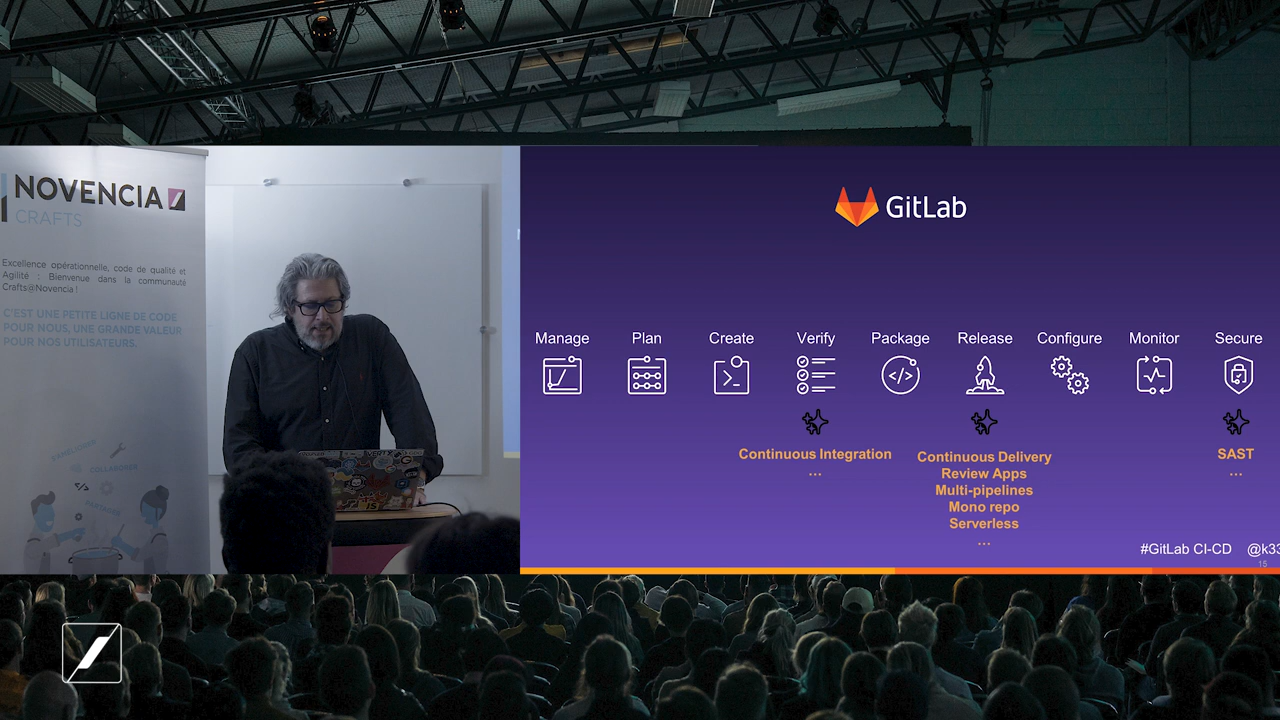 NOVENCIA
CRAFTS
Excellence opérationnelle, code de qualité et
Agilité : Bienvenue dans la communauté
Crafts@Novencia !
C'EST UNE PETITE LIGNE DE CODE
POUR NOUS, UNE GRANDE VALEUR
POUR NOS UTILISATEURS.
COLLABORER
GitLab
Manage Plan Create Verify Package Release Configure Monitor Secure
Continuous Integration
...
Continuous Delivery
Review Apps
Multi-pipelines
Mono repo
Serverless
...
SAST
...
#GitLab CI-CD @k33
15